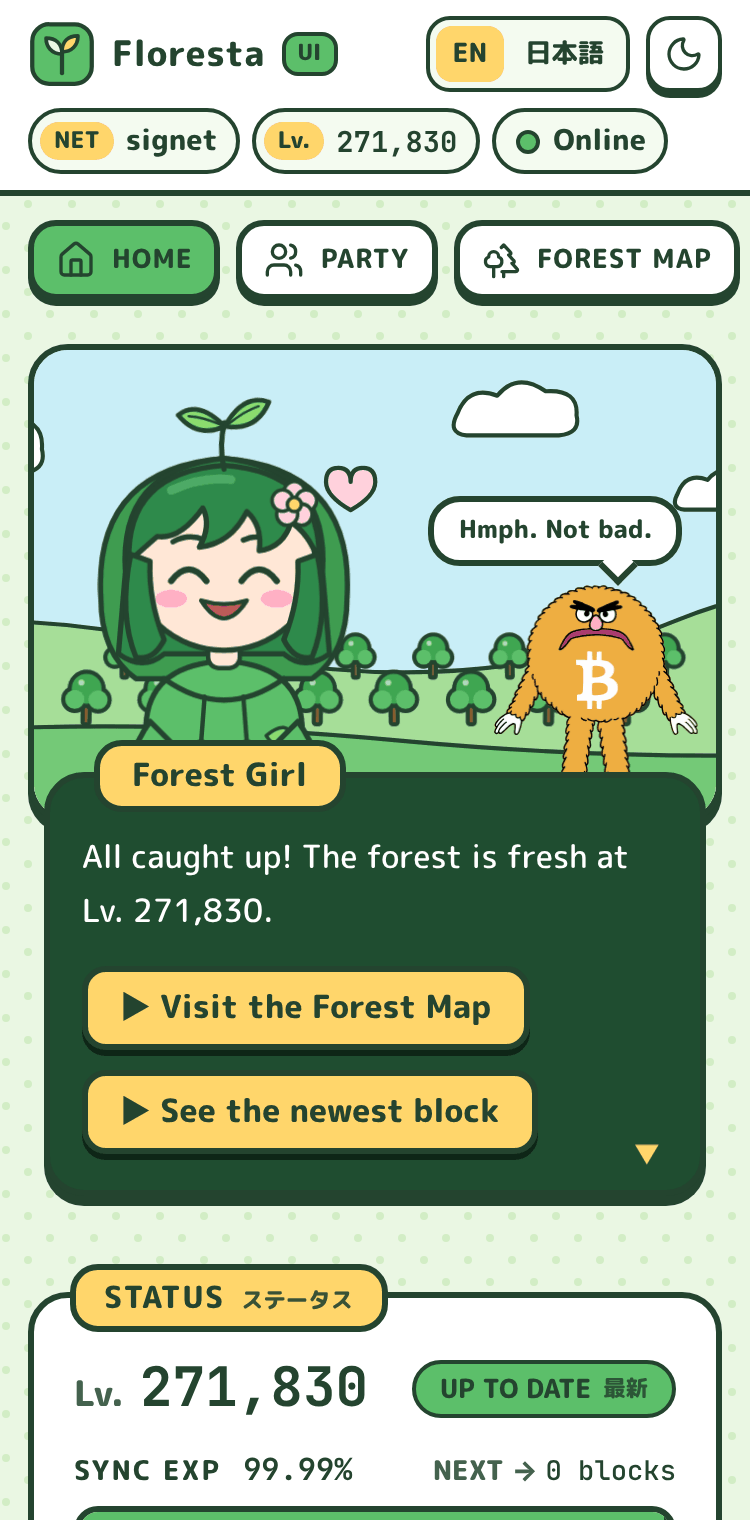 Floresta UI
EN 日本語
NET signet
Lv. 271,830
Online
HOME
PARTY
FOREST MAP
Hmph. Not bad.
₿
Forest Girl
All caught up! The forest is fresh at
Lv. 271,830.
▶ Visit the Forest Map
▶ See the newest block
▼
STATUS ステータス
Lv. 271,830
UP TO DATE 最新
SYNC EXP 99.99%
NEXT → 0 blocks